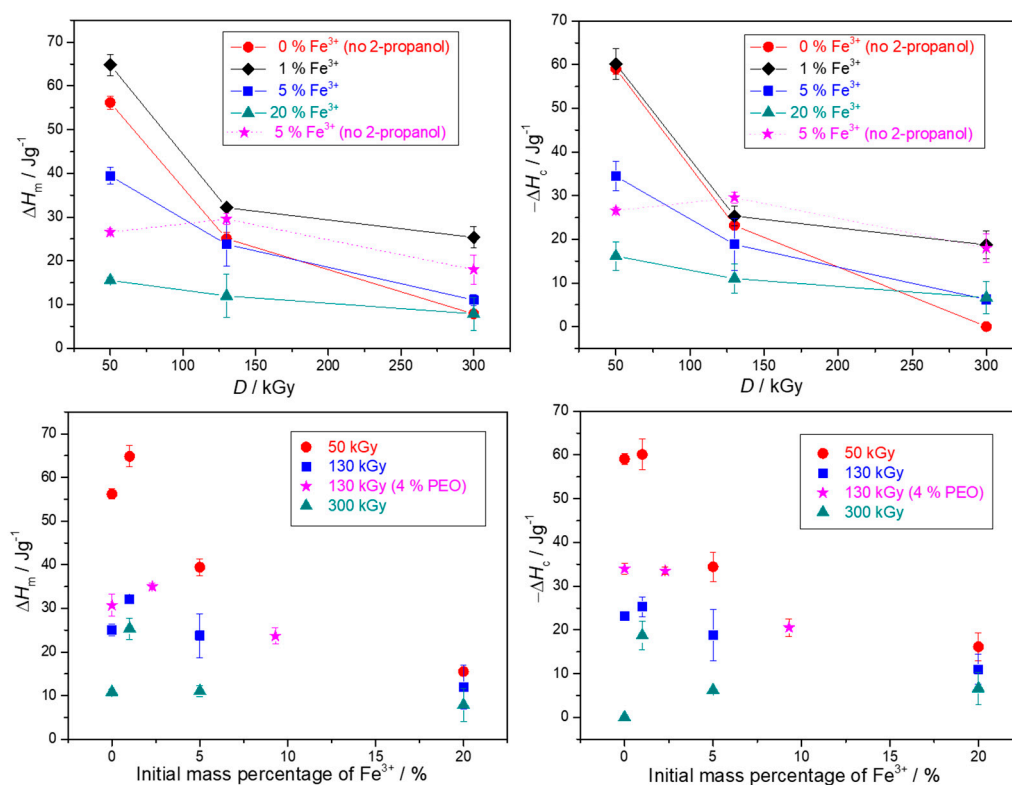 70
60
50
40
30
20
10
0
ΔHm / Jg⁻¹
0 % Fe³⁺ (no 2-propanol)
1 % Fe³⁺
5 % Fe³⁺
20 % Fe³⁺
5 % Fe³⁺ (no 2-propanol)
50 100 150 200 250 300
D / kGy
70
60
50
40
30
20
10
0
−ΔHc / Jg⁻¹
0 % Fe³⁺ (no 2-propanol)
1 % Fe³⁺
5 % Fe³⁺
20 % Fe³⁺
5 % Fe³⁺ (no 2-propanol)
50 100 150 200 250 300
D / kGy
70
60
50
40
30
20
10
0
ΔHm / Jg⁻¹
50 kGy
130 kGy
130 kGy (4 % PEO)
300 kGy
0 5 10 15 20
Initial mass percentage of Fe³⁺ / %
70
60
50
40
30
20
10
0
−ΔHc / Jg⁻¹
50 kGy
130 kGy
130 kGy (4 % PEO)
300 kGy
0 5 10 15 20
Initial mass percentage of Fe³⁺ / %